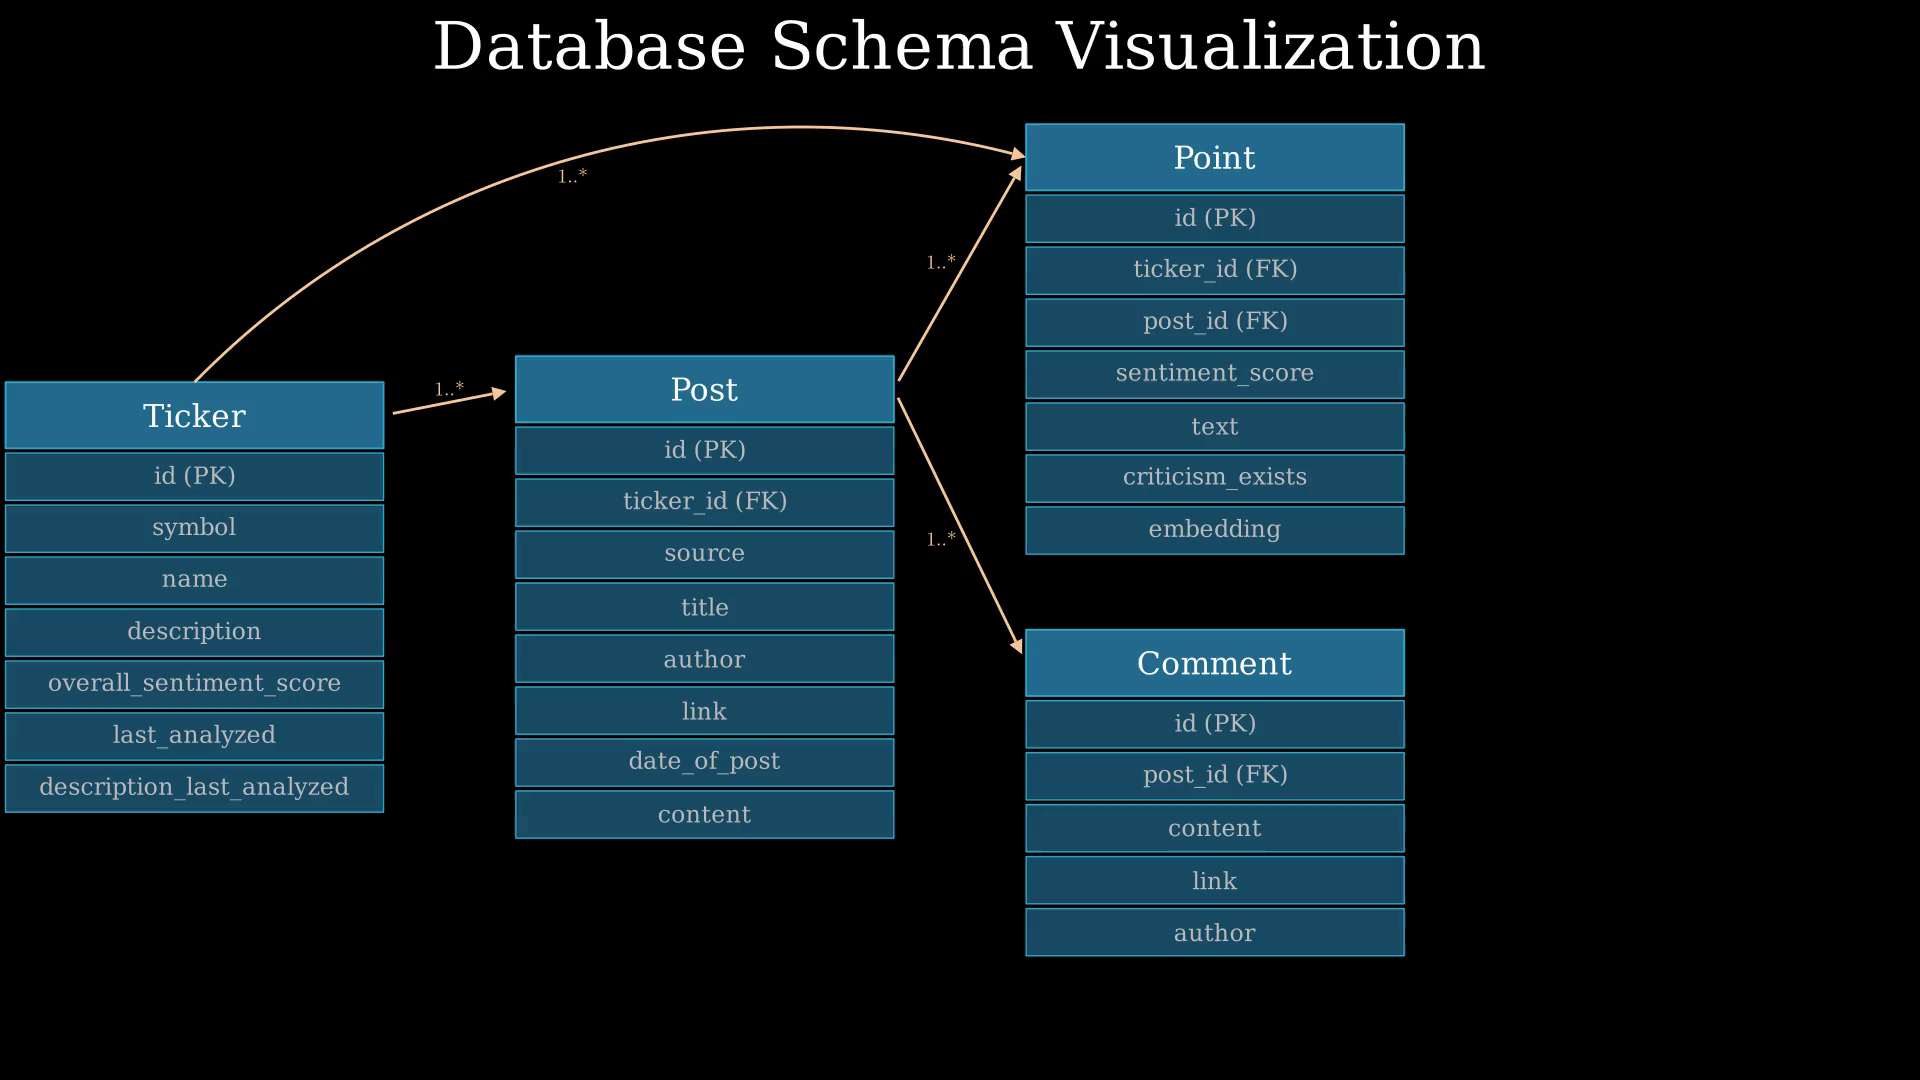 Database Schema Visualization
1..*
1..*
1..*
1..*
Ticker
id (PK)
symbol
name
description
overall_sentiment_score
last_analyzed
description_last_analyzed
Post
id (PK)
ticker_id (FK)
source
title
author
link
date_of_post
content
Point
id (PK)
ticker_id (FK)
post_id (FK)
sentiment_score
text
criticism_exists
embedding
Comment
id (PK)
post_id (FK)
content
link
author